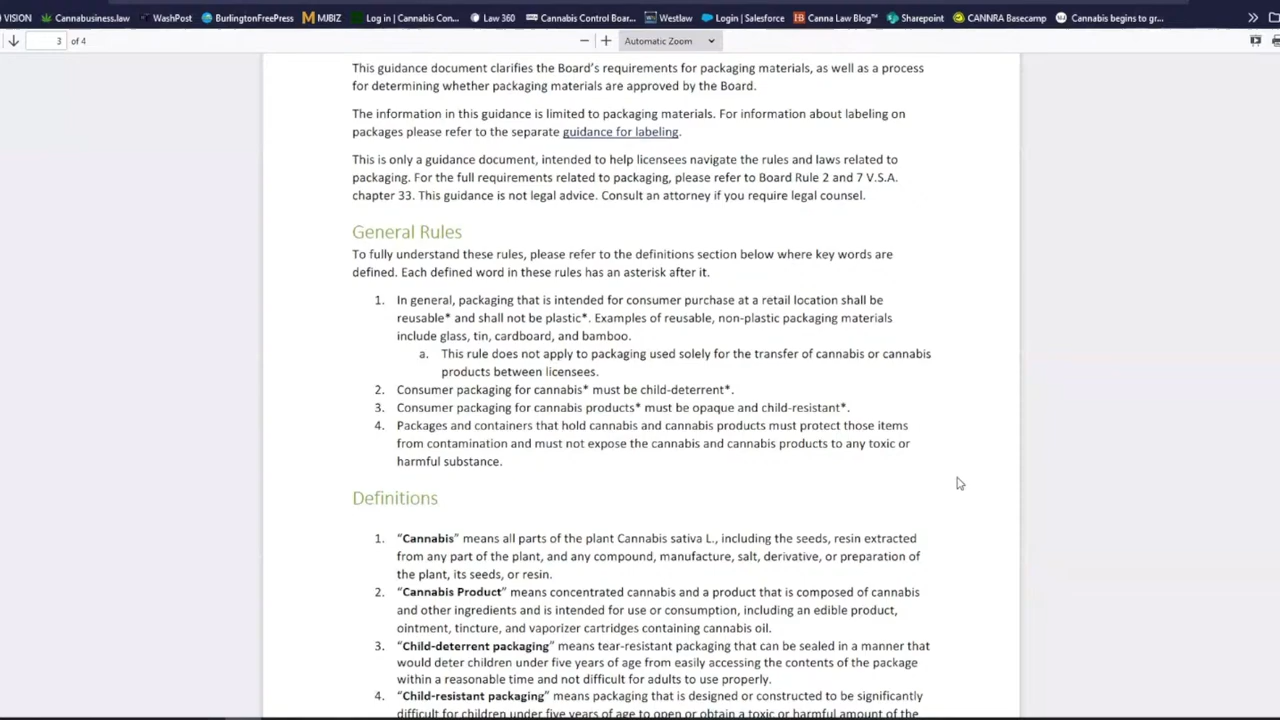 VISION Cannabusiness.law WashPost BurlingtonFreePress MJBIZ Log in | Cannabis Con... Law 360 Cannabis Control Boar... Westlaw Login | Salesforce Canna Law Blog™ Sharepoint CANNRA Basecamp Cannabis begins to gr...
3 of 4 Automatic Zoom
This guidance document clarifies the Board's requirements for packaging materials, as well as a process
for determining whether packaging materials are approved by the Board.
The information in this guidance is limited to packaging materials. For information about labeling on
packages please refer to the separate guidance for labeling.
This is only a guidance document, intended to help licensees navigate the rules and laws related to
packaging. For the full requirements related to packaging, please refer to Board Rule 2 and 7 V.S.A.
chapter 33. This guidance is not legal advice. Consult an attorney if you require legal counsel.
General Rules
To fully understand these rules, please refer to the definitions section below where key words are
defined. Each defined word in these rules has an asterisk after it.
1. In general, packaging that is intended for consumer purchase at a retail location shall be
reusable* and shall not be plastic*. Examples of reusable, non-plastic packaging materials
include glass, tin, cardboard, and bamboo.
a. This rule does not apply to packaging used solely for the transfer of cannabis or cannabis
products between licensees.
2. Consumer packaging for cannabis* must be child-deterrent*.
3. Consumer packaging for cannabis products* must be opaque and child-resistant*.
4. Packages and containers that hold cannabis and cannabis products must protect those items
from contamination and must not expose the cannabis and cannabis products to any toxic or
harmful substance.
Definitions
1. "Cannabis" means all parts of the plant Cannabis sativa L., including the seeds, resin extracted
from any part of the plant, and any compound, manufacture, salt, derivative, or preparation of
the plant, its seeds, or resin.
2. "Cannabis Product" means concentrated cannabis and a product that is composed of cannabis
and other ingredients and is intended for use or consumption, including an edible product,
ointment, tincture, and vaporizer cartridges containing cannabis oil.
3. "Child-deterrent packaging" means tear-resistant packaging that can be sealed in a manner that
would deter children under five years of age from easily accessing the contents of the package
within a reasonable time and not difficult for adults to use properly.
4. "Child-resistant packaging" means packaging that is designed or constructed to be significantly
difficult for children under five years of age to open or obtain a toxic or harmful amount of the